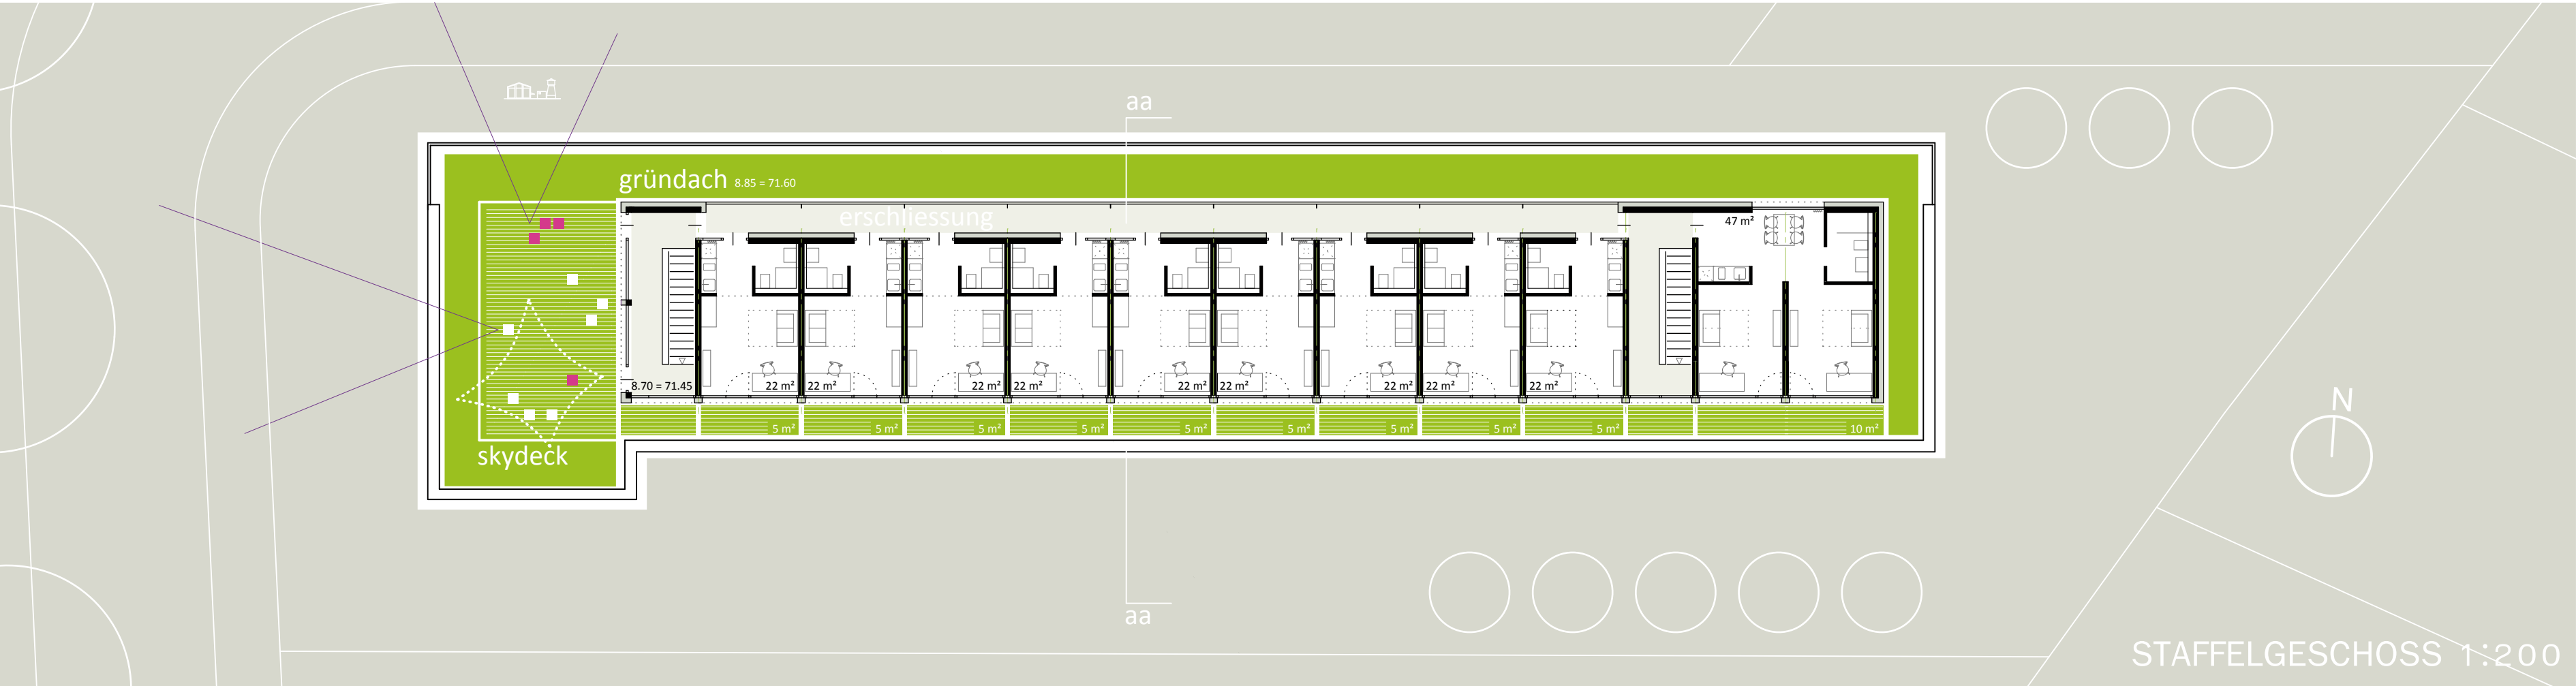 aa
gründach 8.85 = 71.60
erschliessung
47 m²
8.70 = 71.45
22 m² 22 m² 22 m² 22 m² 22 m² 22 m² 22 m² 22 m² 22 m²
5 m² 5 m² 5 m² 5 m² 5 m² 5 m² 5 m² 5 m² 5 m² 10 m²
skydeck
N
aa
STAFFELGESCHOSS 1:200